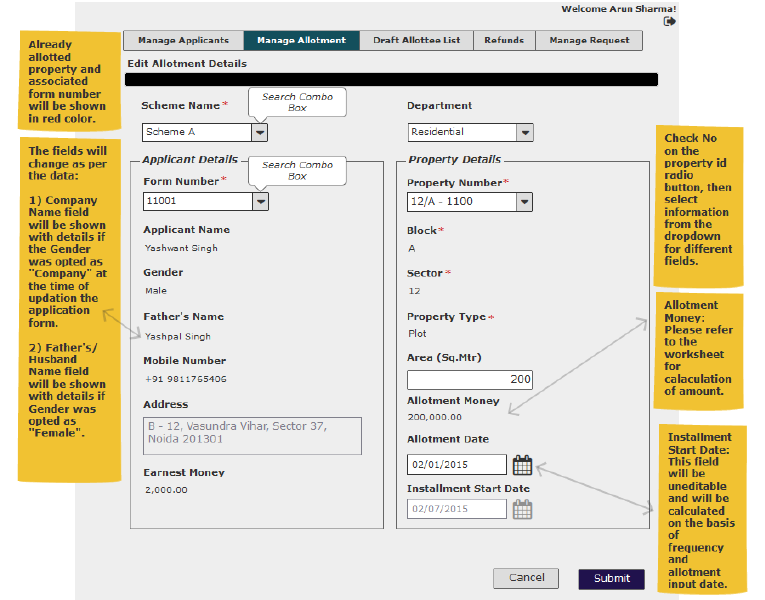 Welcome Arun Sharma!
Manage Applicants
Manage Allotment
Draft Allottee List
Refunds
Manage Request
Edit Allotment Details
Already
allotted
property and
associated
form number
will be shown
in red color.
Scheme Name*
Search Combo
Box
Scheme A
Department
Residential
The fields will
change as per
the data:
1) Company
Name field
will be shown
with details if
the Gender
was opted as
"Company" at
the time of
updation the
application
form.
2) Father's/
Husband
Name field
will be shown
with details if
Gender was
opted as
"Female".
Applicant Details
Search Combo
Box
Form Number*
11001
Applicant Name
Yashwant Singh
Gender
Male
Father's Name
Yashpal Singh
Mobile Number
+91 9811765406
Address
B - 12, Vasundra Vihar, Sector 37,
Noida 201301
Earnest Money
2,000.00
Property Details
Property Number*
12/A - 1100
Block*
A
Sector*
12
Property Type*
Plot
Area (Sq.Mtr)
200
Allotment Money
200,000.00
Allotment Date
02/01/2015
Installment Start Date
02/07/2015
Check No
on the
property id
radio
button, then
select
information
from the
dropdown
for different
fields.
Allotment
Money:
Please refer
to the
worksheet
for
calaculation
of amount.
Installment
Start Date:
This field
will be
uneditable
and will be
calculated
on the basis
of
frequency
and
allotment
input date.
Cancel
Submit